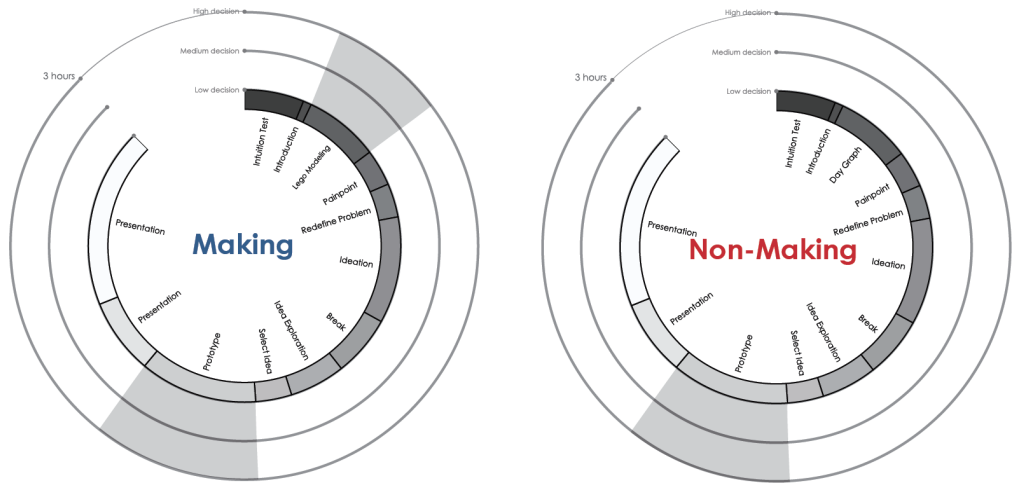 High decision
Medium decision
3 hours
Low decision
Intuition Test
Introduction
Lego Modeling
Painpoint
Redefine Problem
Ideation
Break
Idea Exploration
Select Idea
Prototype
Presentation
Presentation
Making
High decision
Medium decision
3 hours
Low decision
Intuition Test
Introduction
Day Graph
Painpoint
Redefine Problem
Ideation
Break
Idea Exploration
Select Idea
Prototype
Presentation
Presentation
Non-Making